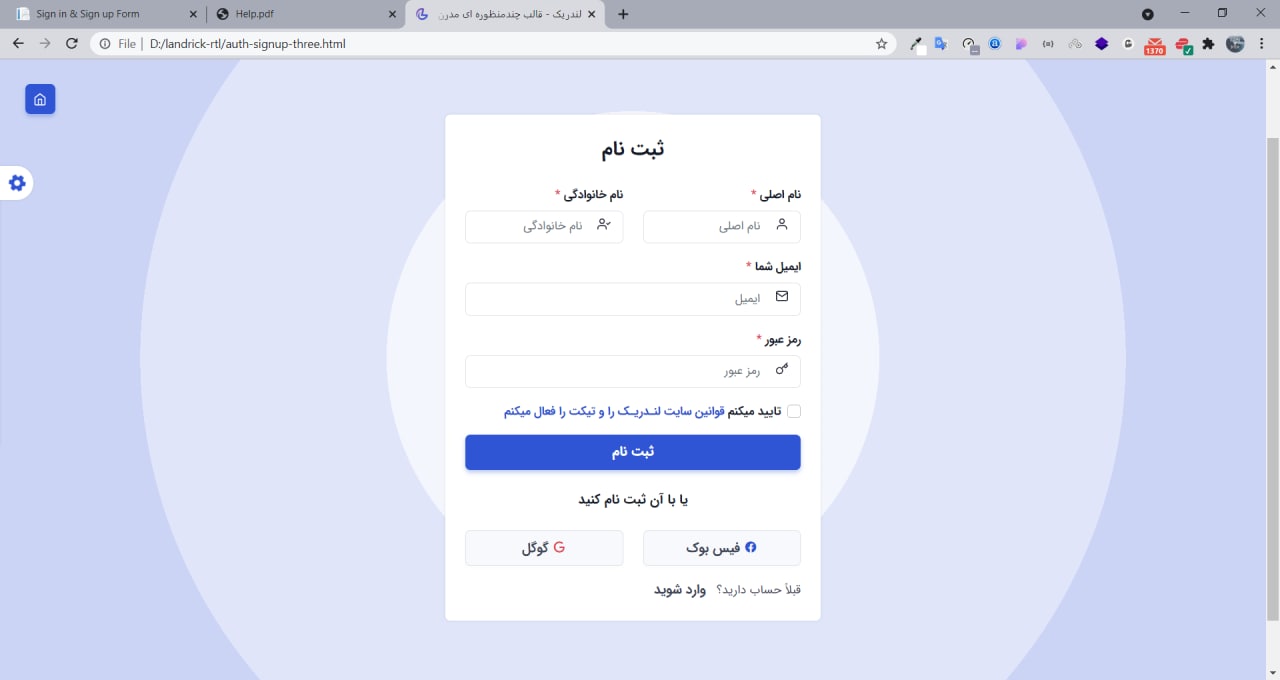 Sign in & Sign up Form
Help.pdf
لندریک - قالب چندمنظوره ای مدرن
File | D:/landrick-rtl/auth-signup-three.html
1370
ثبت نام
نام اصلی *
نام خانوادگی *
نام اصلی
نام خانوادگی
ایمیل شما *
ایمیل
رمز عبور *
رمز عبور
تایید میکنم قوانین سایت لنـدریـک را و تیکت را فعال میکنم
ثبت نام
یا با آن ثبت نام کنید
فیس بوک
گوگل
قبلاً حساب دارید؟ وارد شوید